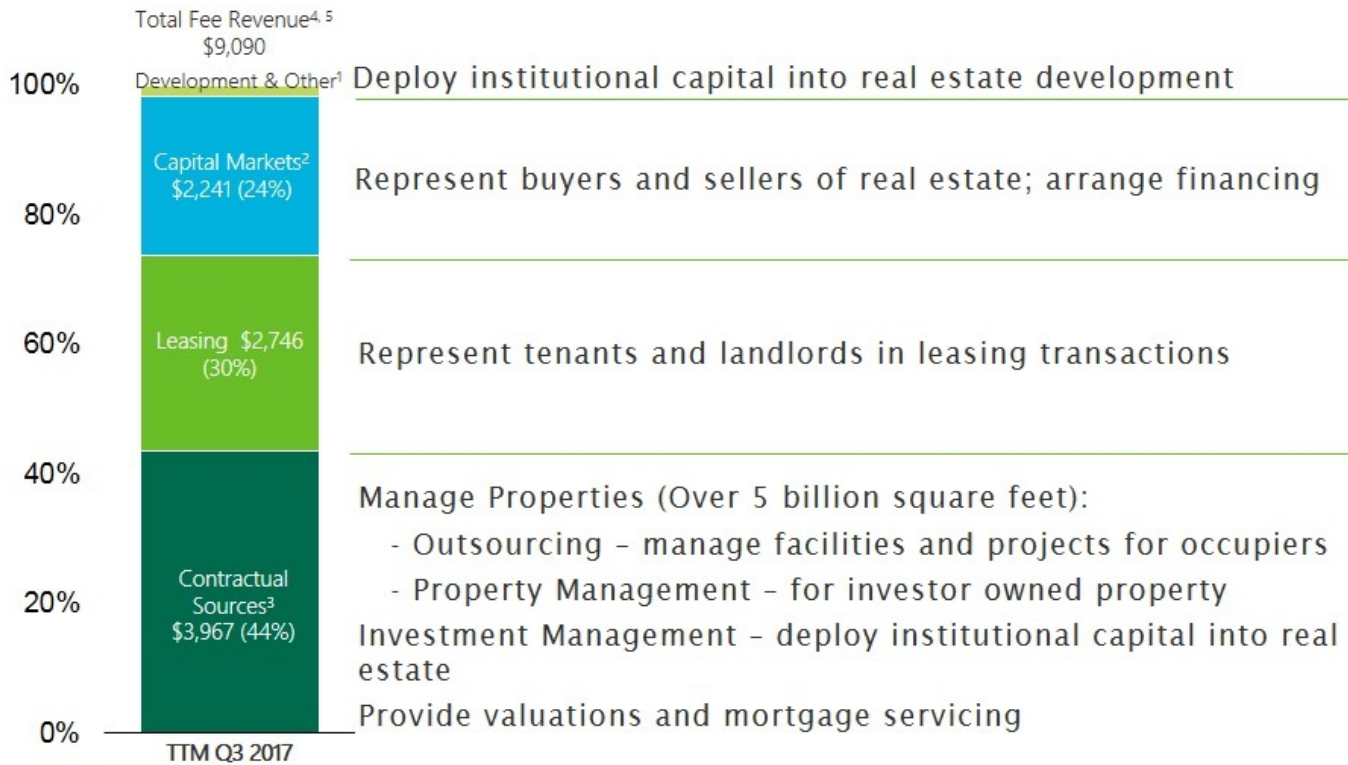 Total Fee Revenue⁴, ⁵
$9,090
100%
Development & Other¹
Deploy institutional capital into real estate development
Capital Markets²
$2,241 (24%)
Represent buyers and sellers of real estate; arrange financing
80%
60%
Leasing $2,746
(30%)
Represent tenants and landlords in leasing transactions
40%
Manage Properties (Over 5 billion square feet):
- Outsourcing – manage facilities and projects for occupiers
Contractual
Sources³
$3,967 (44%)
- Property Management – for investor owned property
20%
Investment Management – deploy institutional capital into real
estate
Provide valuations and mortgage servicing
0%
TTM Q3 2017